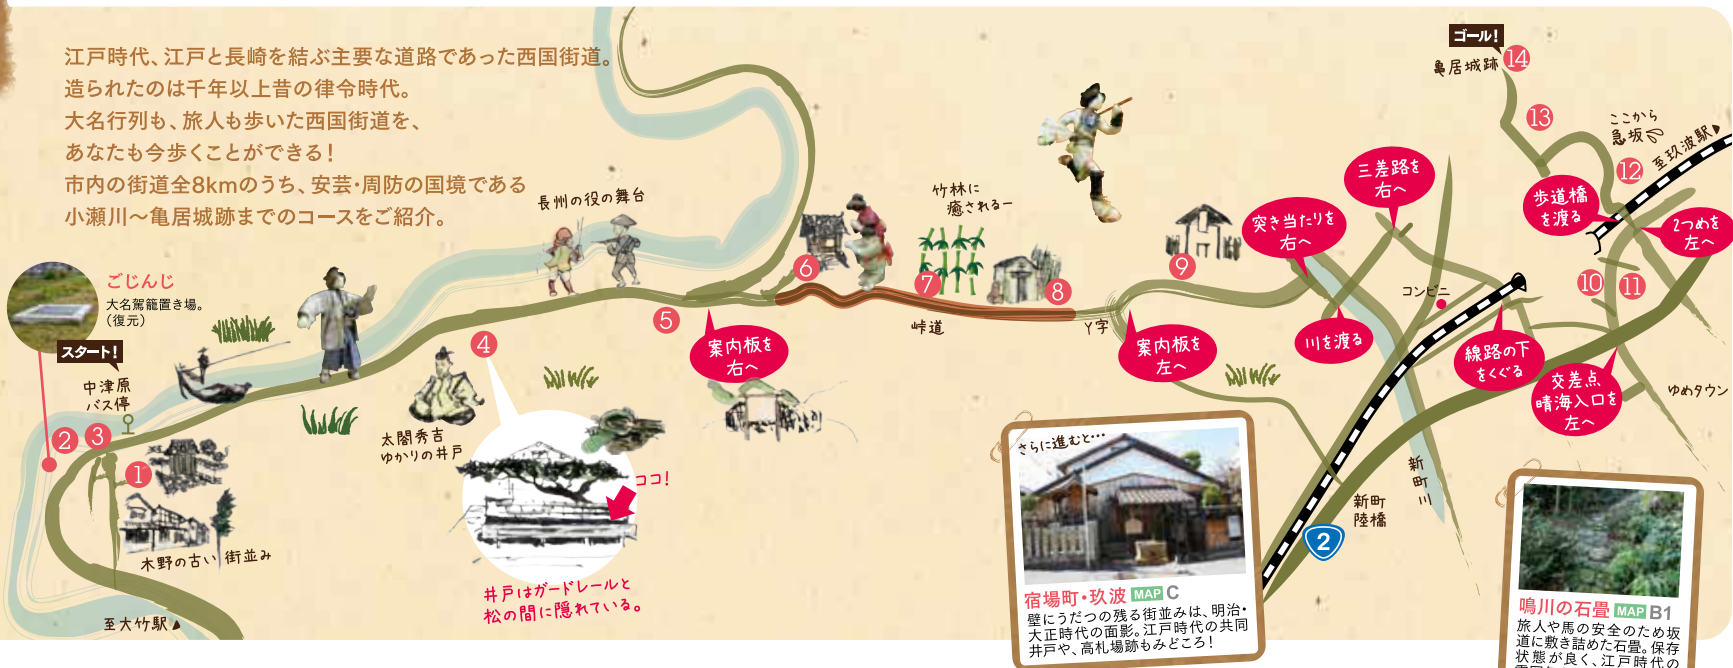 江戸時代、江戸と長崎を結ぶ主要な道路であった西国街道。
造られたのは千年以上昔の律令時代。
大名行列も、旅人も歩いた西国街道を、
あなたも今歩くことができる！
市内の街道全8kmのうち、安芸・周防の国境である
小瀬川～亀居城跡までのコースをご紹介。
ごじんじ
大名駕籠置き場。
（復元）
スタート！
中津原
バス停
2
3
1
木野の古い街並み
至大竹駅▲
太閤秀吉
ゆかりの井戸
4
ココ！
井戸はガードレールと
松の間に隠れている。
長州の役の舞台
5
案内板を
右へ
6
竹林に
癒されるー
7
8
峠道
Y字
案内板を
左へ
9
突き当たりを
右へ
川を渡る
三差路を
右へ
コンビニ
線路の下
をくぐる
交差点
晴海入口を
左へ
ゆめタウン
10
11
2つめを
左へ
歩道橋
を渡る
12
至玖波駅▲
ここから
急坂
13
14
ゴール！
亀居城跡
新町川
新町
陸橋
2
さらに進むと…
宿場町・玖波 MAP C
壁にうだつの残る街並みは、明治・
大正時代の面影。江戸時代の共同
井戸や、高札場跡もみどころ！
鳴川の石畳 MAP B1
旅人や馬の安全のため坂
道に敷き詰めた石畳。保存
状態が良く、江戸時代の